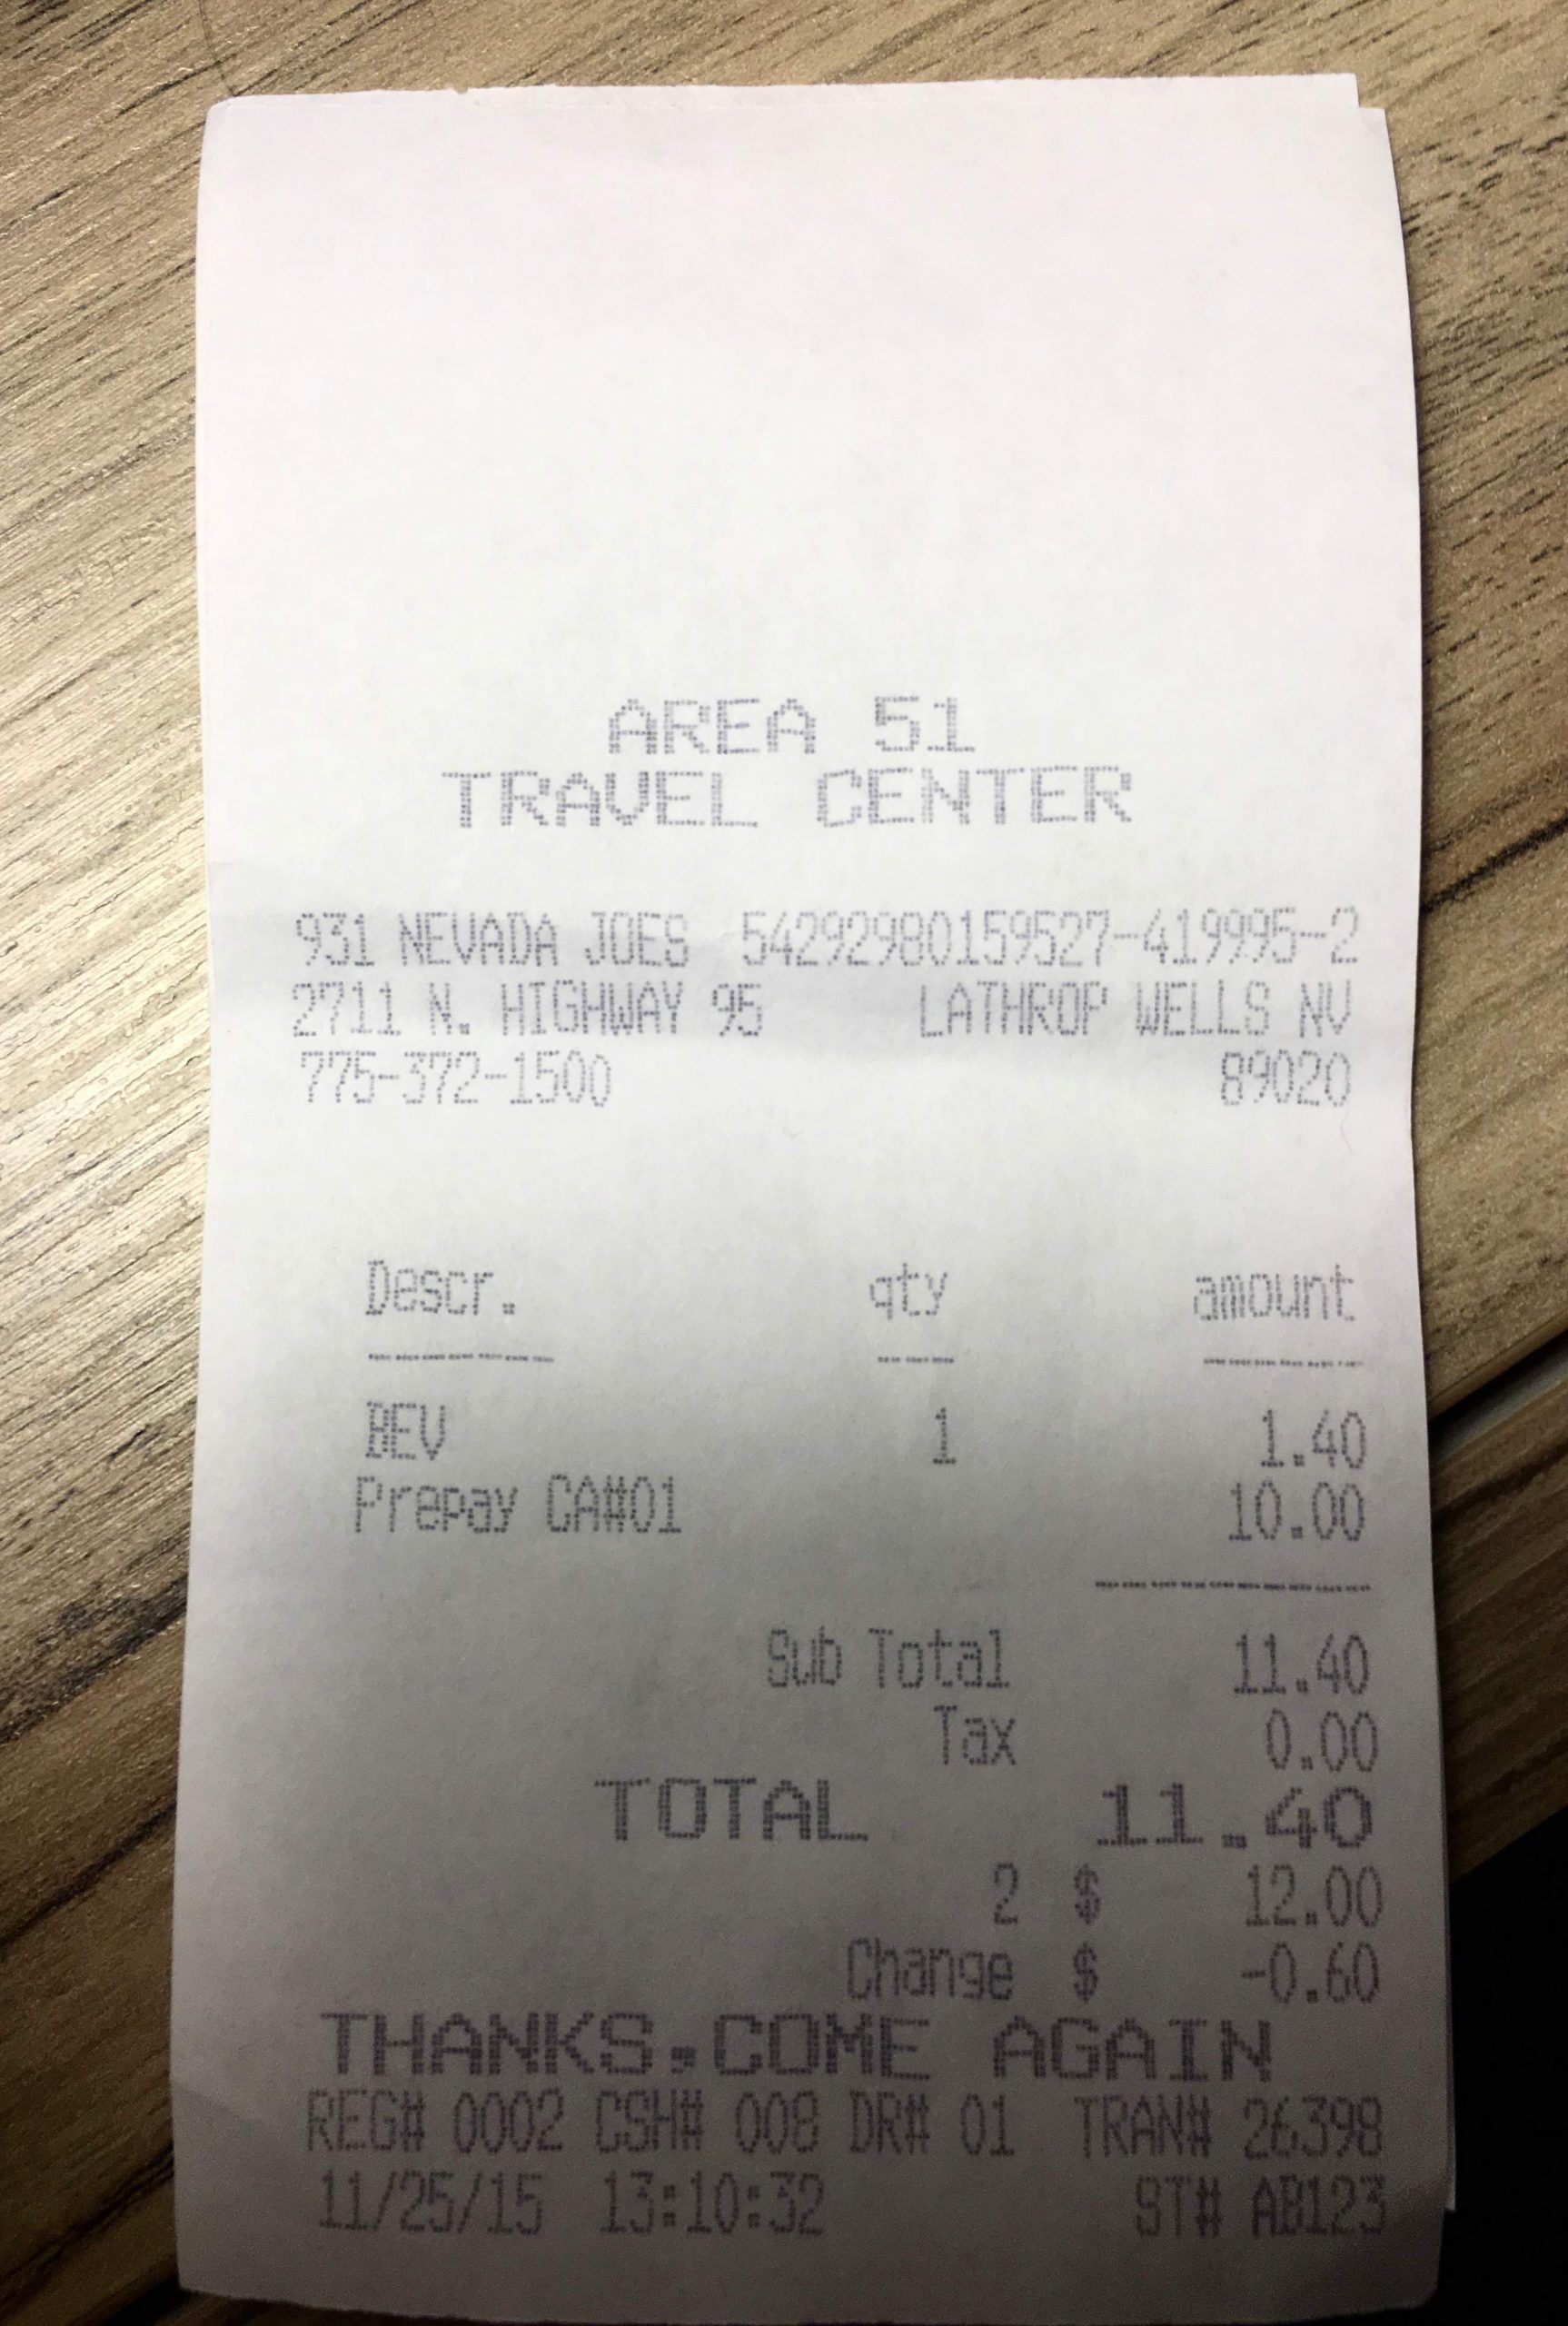 AREA 51
TRAVEL CENTER
931 NEVADA JOES 54292980159527-419995-2
2711 N. HIGHWAY 95 LATHROP WELLS NV
775-372-1500 89020
Descr. qty amount
BEV 1 1.40
Prepay CA#01 10.00
Sub Total 11.40
Tax 0.00
TOTAL 11.40
2 $ 12.00
Change $ -0.60
THANKS,COME AGAIN
REG# 0002 CSH# 008 DR# 01 TRAN# 26398
11/25/15 13:10:32 ST# AB123